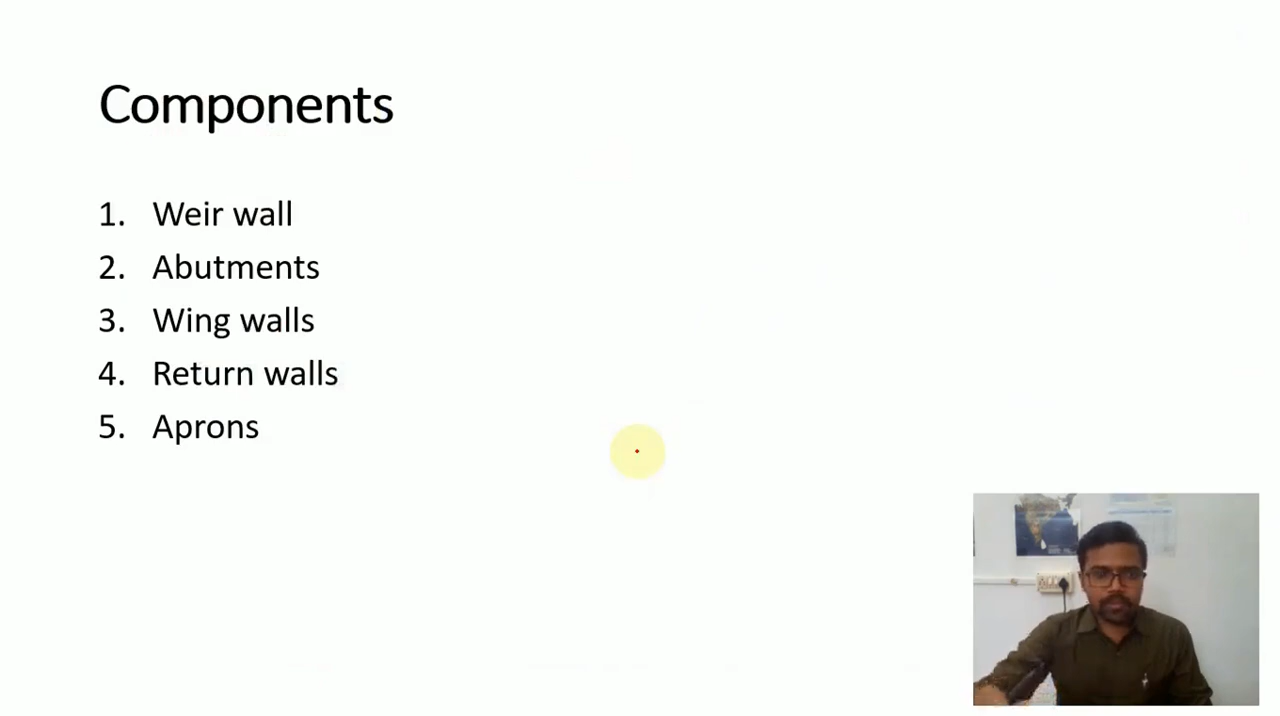 Components
1. Weir wall
2. Abutments
3. Wing walls
4. Return walls
5. Aprons